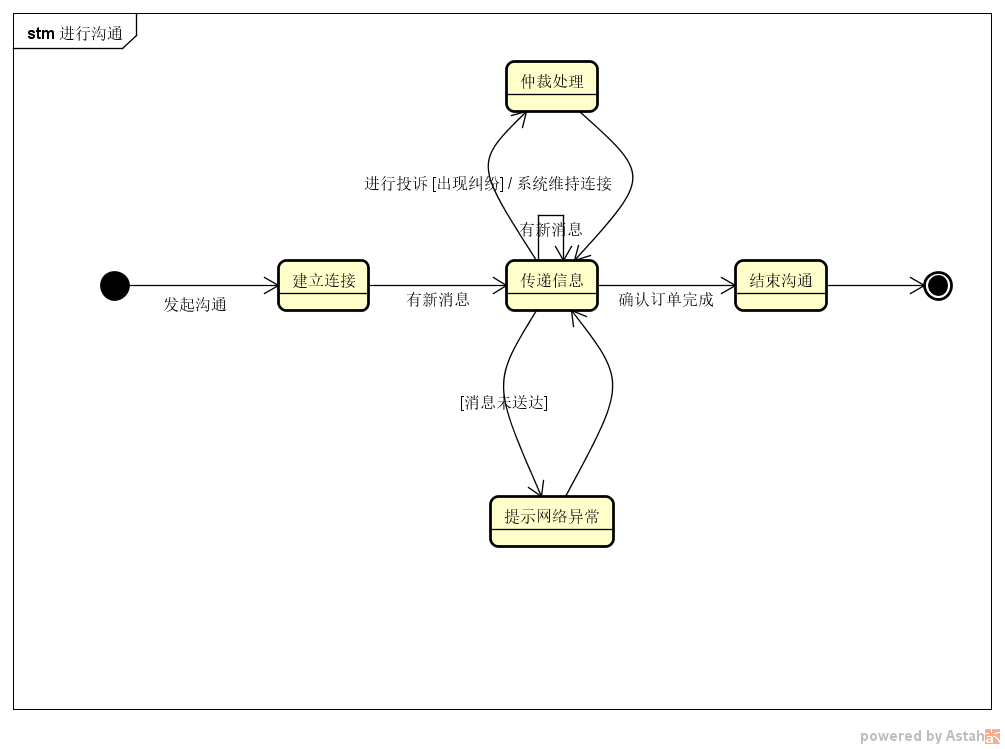 stm 进行沟通
仲裁处理
进行投诉 [出现纠纷] / 系统维持连接
有新消息
建立连接
传递信息
结束沟通
发起沟通
有新消息
确认订单完成
[消息未送达]
提示网络异常
powered by Astah